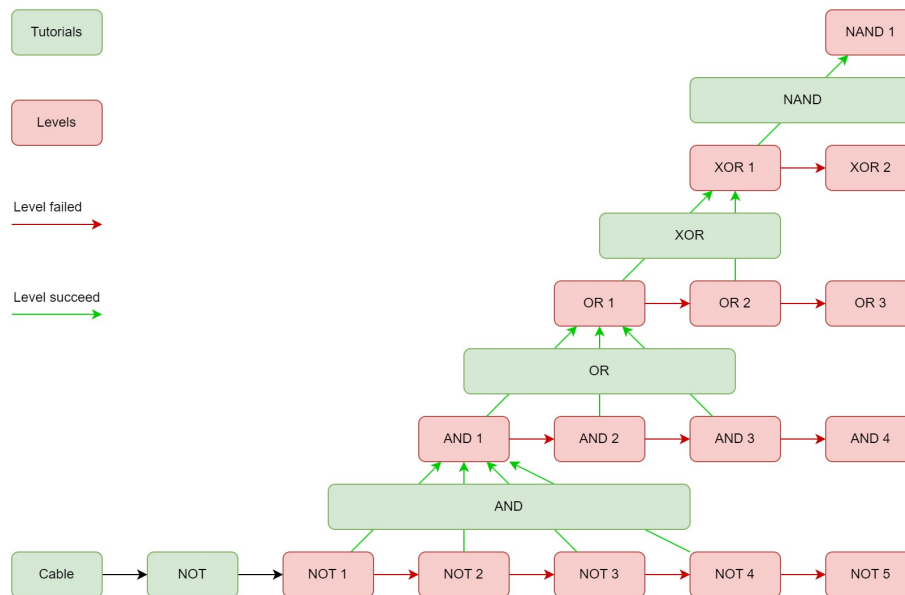 Tutorials
NAND 1
NAND
Levels
XOR 1
XOR 2
Level failed
XOR
Level succeed
OR 1
OR 2
OR 3
OR
AND 1
AND 2
AND 3
AND 4
AND
Cable
NOT
NOT 1
NOT 2
NOT 3
NOT 4
NOT 5